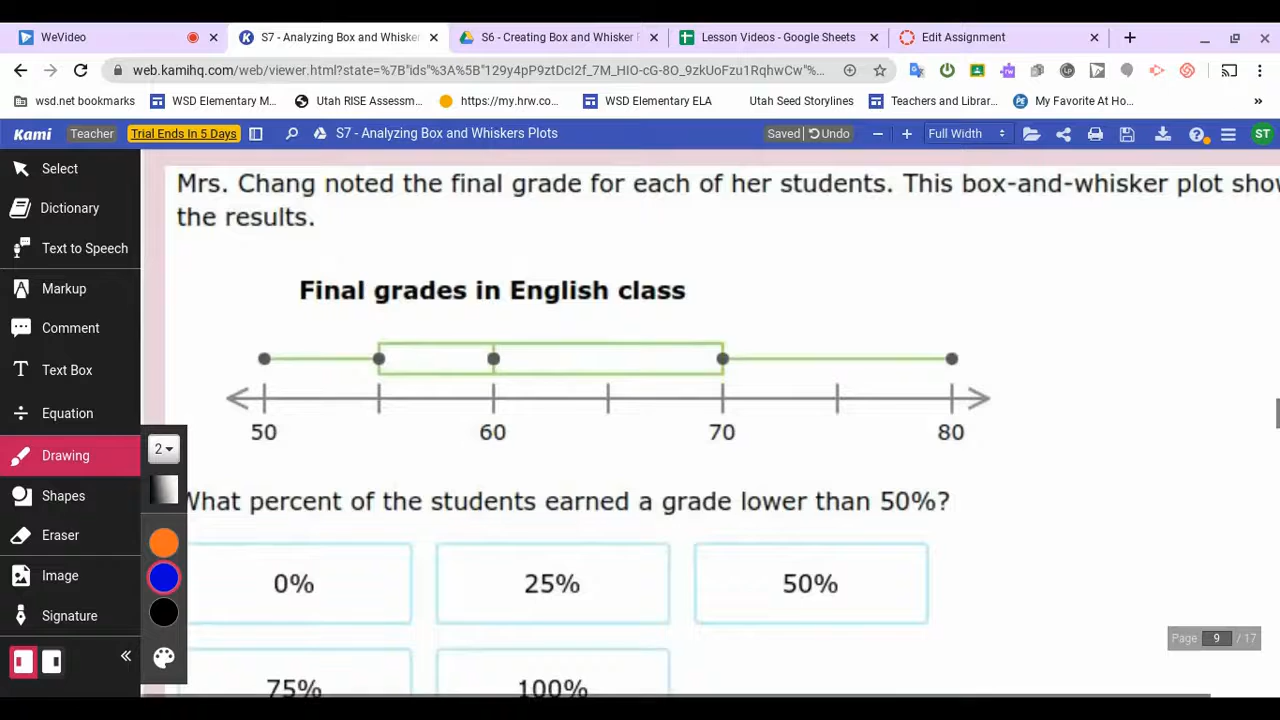 WeVideo
S7 - Analyzing Box and Whisker
S6 - Creating Box and Whisker
Lesson Videos - Google Sheets
Edit Assignment
web.kamihq.com/web/viewer.html?state=%7B"ids"%3A%5B"129y4pP9ztDcI2f_7M_HIO-cG-8O_9zkUoFzu1RqhwCw"%...
wsd.net bookmarks
WSD Elementary M...
Utah RISE Assessm...
https://my.hrw.co...
WSD Elementary ELA
Utah Seed Storylines
Teachers and Librar...
My Favorite At Ho...
»
Kami
Teacher
Trial Ends In 5 Days
S7 - Analyzing Box and Whiskers Plots
Saved
Undo
Full Width
ST
Select
Dictionary
Text to Speech
Markup
Comment
Text Box
Equation
Drawing
Shapes
Eraser
Image
Signature
2
Mrs. Chang noted the final grade for each of her students. This box-and-whisker plot show
the results.
Final grades in English class
50 60 70 80
What percent of the students earned a grade lower than 50%?
0%
25%
50%
75%
100%
Page 9 / 17